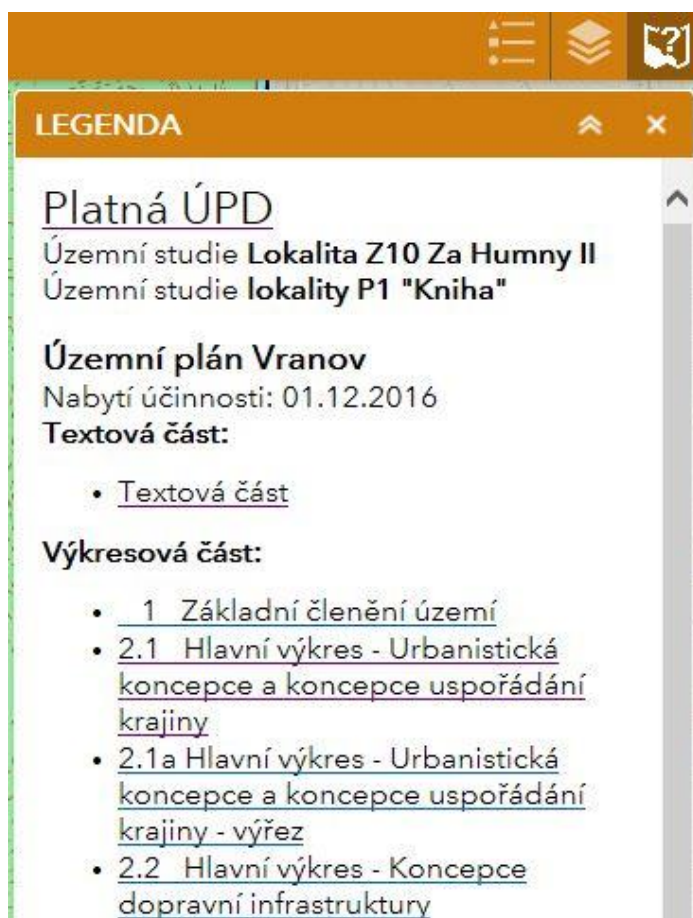 LEGENDA
Platná ÚPD
Územní studie Lokalita Z10 Za Humny II
Územní studie lokality P1 "Kniha"
Územní plán Vranov
Nabytí účinnosti: 01.12.2016
Textová část:
• Textová část
Výkresová část:
• 1 Základní členění území
• 2.1 Hlavní výkres - Urbanistická
koncepce a koncepce uspořádání
krajiny
• 2.1a Hlavní výkres - Urbanistická
koncepce a koncepce uspořádání
krajiny - výřez
• 2.2 Hlavní výkres - Koncepce
dopravní infrastruktury